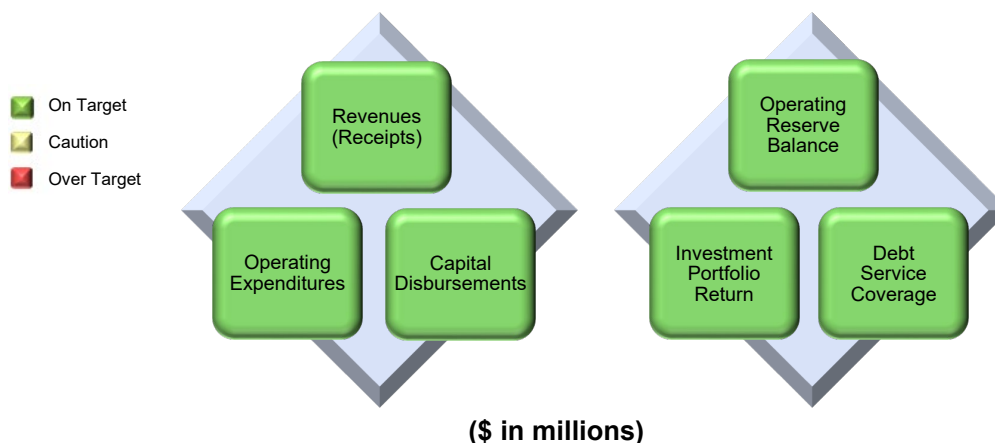 On Target
Caution
Over Target
Revenues
(Receipts)
Operating
Expenditures
Capital
Disbursements
Operating
Reserve
Balance
Investment
Portfolio
Return
Debt
Service
Coverage
($ in millions)